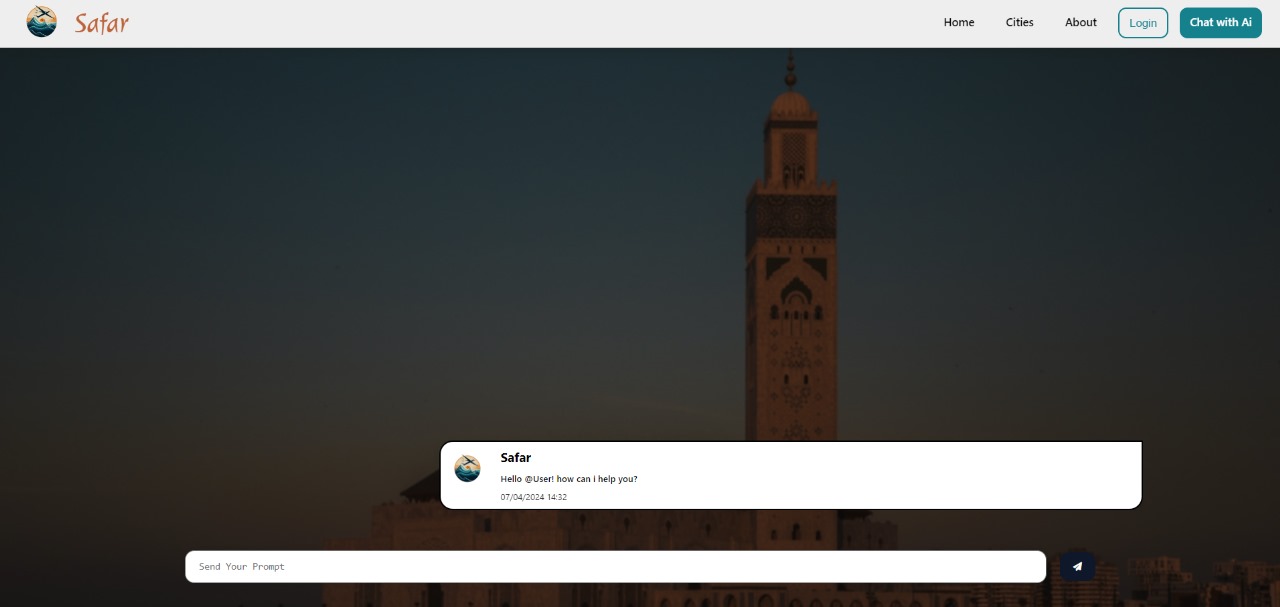 Safar
Home Cities About Login Chat with Ai
Safar
Hello @User! how can i help you?
07/04/2024 14:32
Send Your Prompt